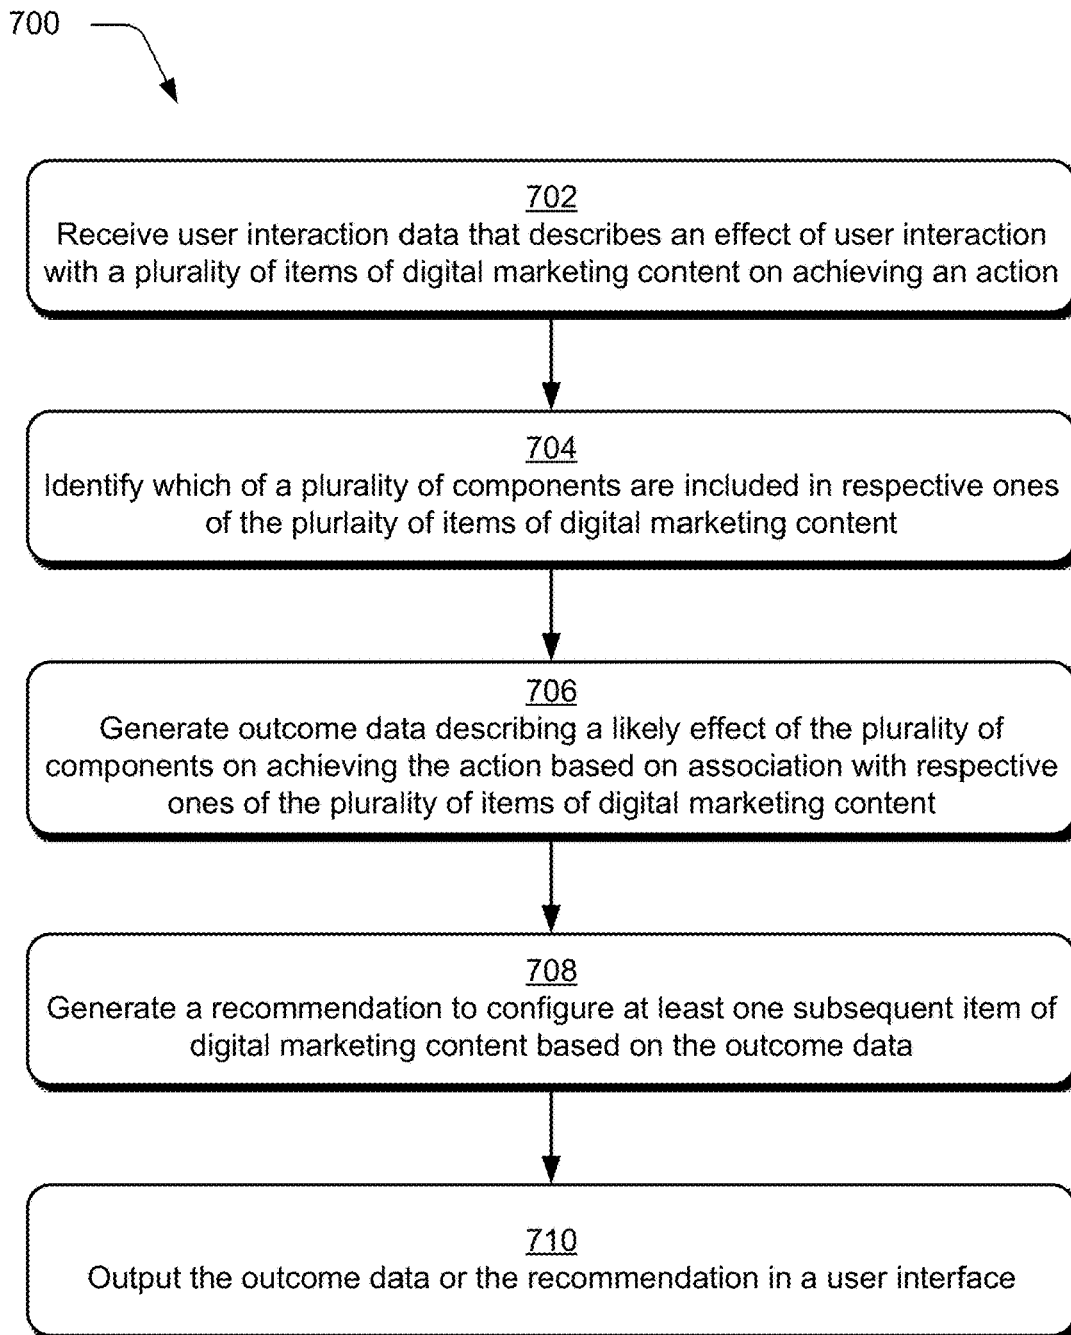 700
702
Receive user interaction data that describes an effect of user interaction
with a plurality of items of digital marketing content on achieving an action
704
Identify which of a plurality of components are included in respective ones
of the plurlaity of items of digital marketing content
706
Generate outcome data describing a likely effect of the plurality of
components on achieving the action based on association with respective
ones of the plurality of items of digital marketing content
708
Generate a recommendation to configure at least one subsequent item of
digital marketing content based on the outcome data
710
Output the outcome data or the recommendation in a user interface